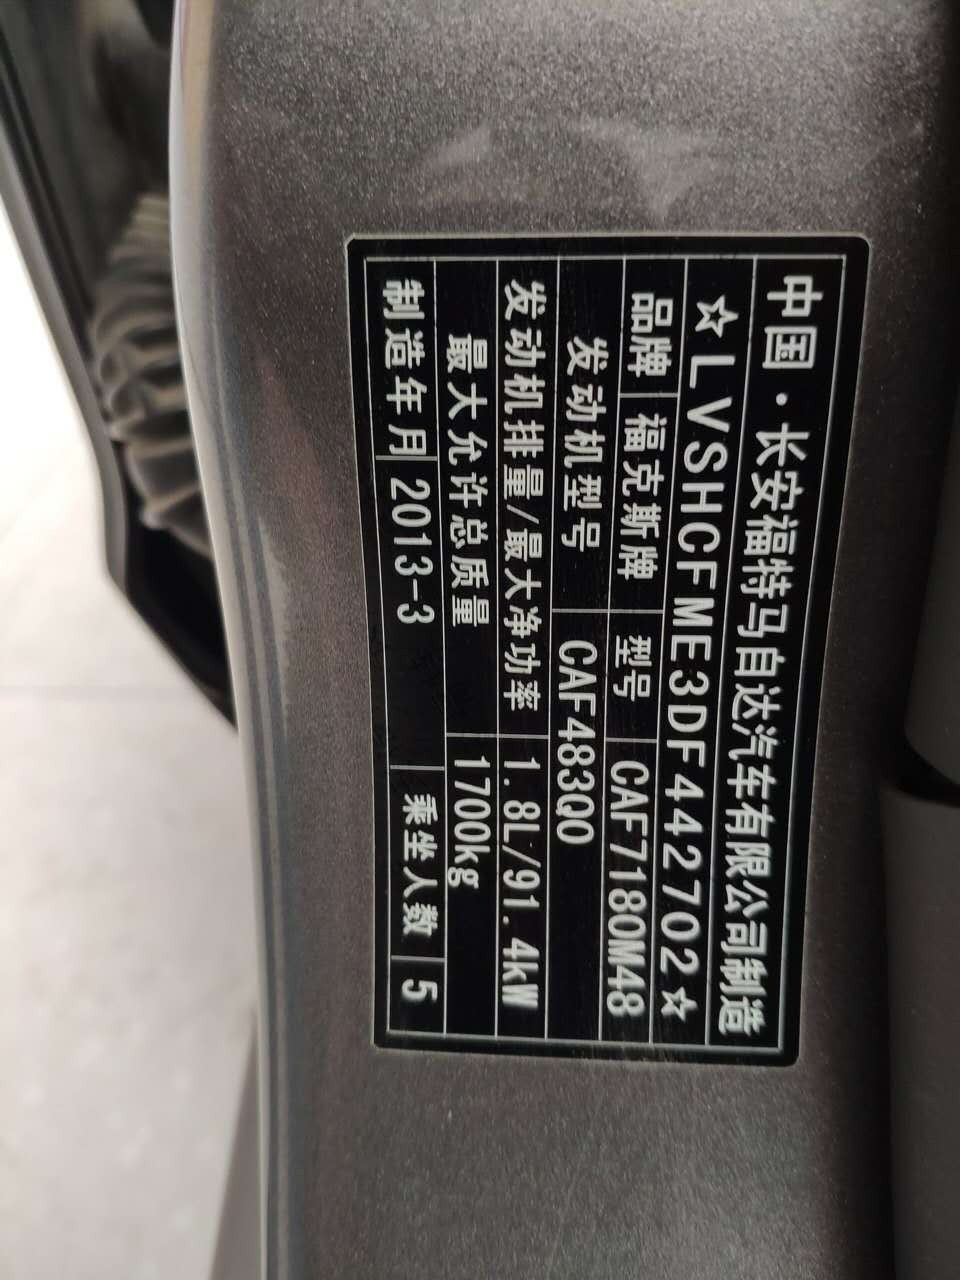 中国·长安福特马自达汽车有限公司制造
☆LVSHCFME3DF442702☆
品牌 福克斯牌 型号 CAF7180M48
发动机型号 CAF483Q0
发动机排量/最大净功率 1.8L/91.4kW
最大允许总质量 1700kg
制造年月 2013-3 乘坐人数 5